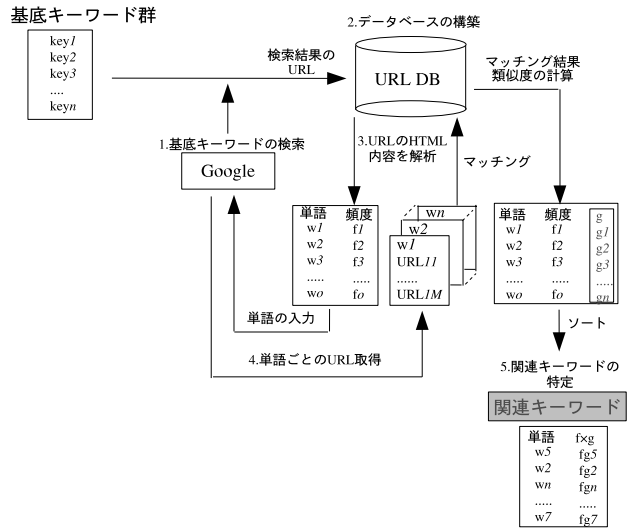 基底キーワード群
key1
key2
key3
....
keyn
2.データベースの構築
検索結果の
URL
URL DB
マッチング結果
類似度の計算
1.基底キーワードの検索
Google
3.URLのHTML
内容を解析
マッチング
単語 頻度
w1 f1
w2 f2
w3 f3
..... .....
wo fo
wn
w2
w1
URL11
......
URL1M
単語 頻度 g
w1 f1 g1
w2 f2 g2
w3 f3 g3
..... ..... .....
wo fo gn
単語の入力
4.単語ごとのURL取得
ソート
5.関連キーワードの
特定
関連キーワード
単語 f×g
w5 fg5
w2 fg2
wn fgn
..... .....
w7 fg7